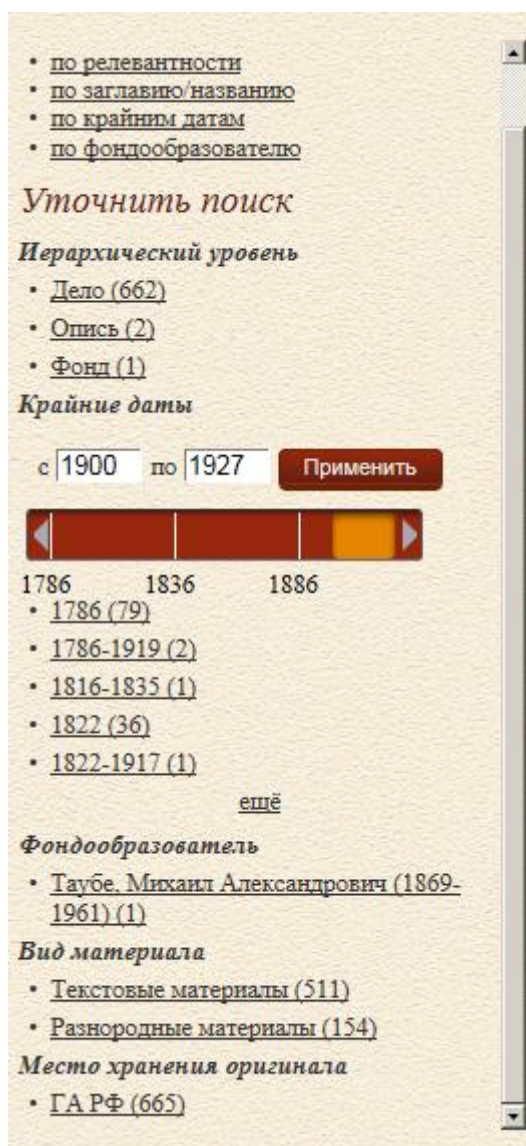 • по релевантности
• по заглавию/названию
• по крайним датам
• по фондообразователю
Уточнить поиск
Иерархический уровень
• Дело (662)
• Опись (2)
• Фонд (1)
Крайние даты
с 1900 по 1927 Применить
1786 1836 1886
• 1786 (79)
• 1786-1919 (2)
• 1816-1835 (1)
• 1822 (36)
• 1822-1917 (1)
ещё
Фондообразователь
• Таубе, Михаил Александрович (1869-
1961) (1)
Вид материала
• Текстовые материалы (511)
• Разнородные материалы (154)
Место хранения оригинала
• ГА РФ (665)